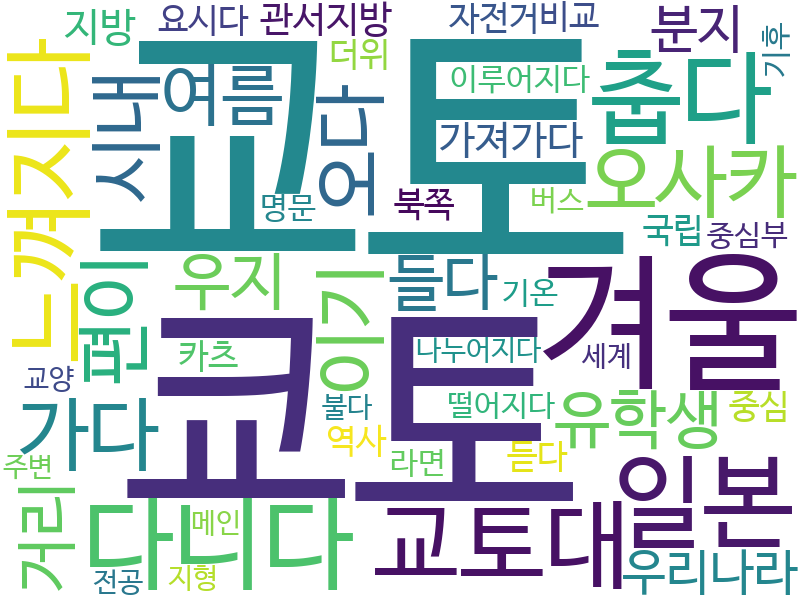 지방
요시다
관서지방
자전거비교
분지
기후
더위
교토
느껴지다
시내
여름
오다
이루어지다
춥다
가져가다
오사카
명문
북쪽
버스
국립
중심부
편이
우지
이기
들다
기온
겨울
쿄토
카츠
나누어지다
세계
교양
가다
불다
떨어지다
유학생
중심
역사
라면
듣다
주변
거리
다니다
메인
교토대
일본
전공
지형
우리나라